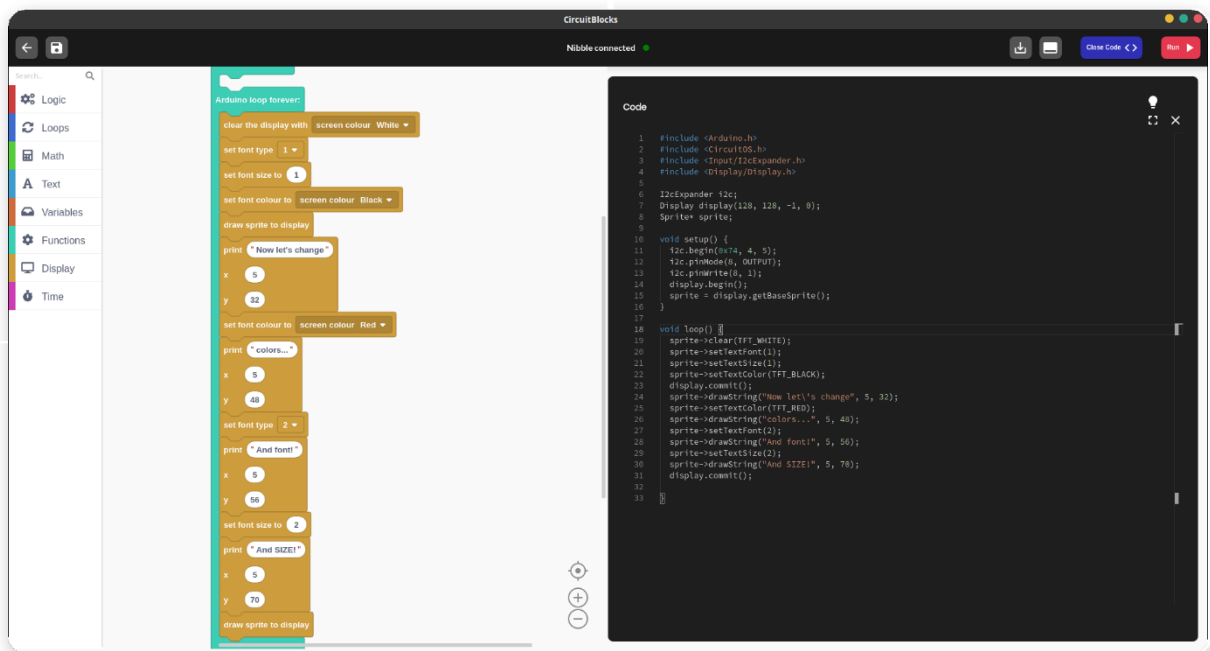 CircuitBlocks
Nibble connected
Close Code
Run
Search...
Logic
Loops
Math
Text
Variables
Functions
Display
Time
Arduino loop forever:
clear the display with screen colour White
set font type 1
set font size to 1
set font colour to screen colour Black
draw sprite to display
print " Now let's change "
x 5
y 32
set font colour to screen colour Red
print " colors... "
x 5
y 48
set font type 2
print " And font! "
x 5
y 56
set font size to 2
print " And SIZE! "
x 5
y 70
draw sprite to display
Code
1 #include <Arduino.h>
2 #include <CircuitOS.h>
3 #include <Input/I2cExpander.h>
4 #include <Display/Display.h>
5
6 I2cExpander i2c;
7 Display display(128, 128, -1, 0);
8 Sprite* sprite;
9
10 void setup() {
11 i2c.begin(0x74, 4, 5);
12 i2c.pinMode(8, OUTPUT);
13 i2c.pinWrite(8, 1);
14 display.begin();
15 sprite = display.getBaseSprite();
16 }
17
18 void loop() {
19 sprite->clear(TFT_WHITE);
20 sprite->setTextFont(1);
21 sprite->setTextSize(1);
22 sprite->setTextColor(TFT_BLACK);
23 display.commit();
24 sprite->drawString("Now let\'s change", 5, 32);
25 sprite->setTextColor(TFT_RED);
26 sprite->drawString("colors...", 5, 48);
27 sprite->setTextFont(2);
28 sprite->drawString("And font!", 5, 56);
29 sprite->setTextSize(2);
30 sprite->drawString("And SIZE!", 5, 70);
31 display.commit();
32
33 }